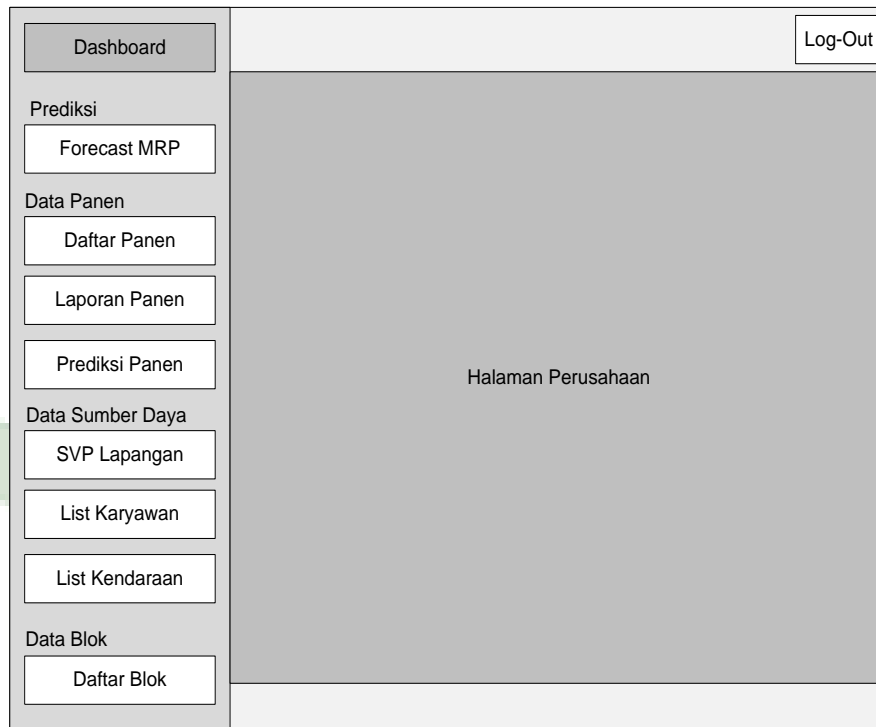 Dashboard
Log-Out
Prediksi
Forecast MRP
Data Panen
Daftar Panen
Laporan Panen
Prediksi Panen
Halaman Perusahaan
Data Sumber Daya
SVP Lapangan
List Karyawan
List Kendaraan
Data Blok
Daftar Blok